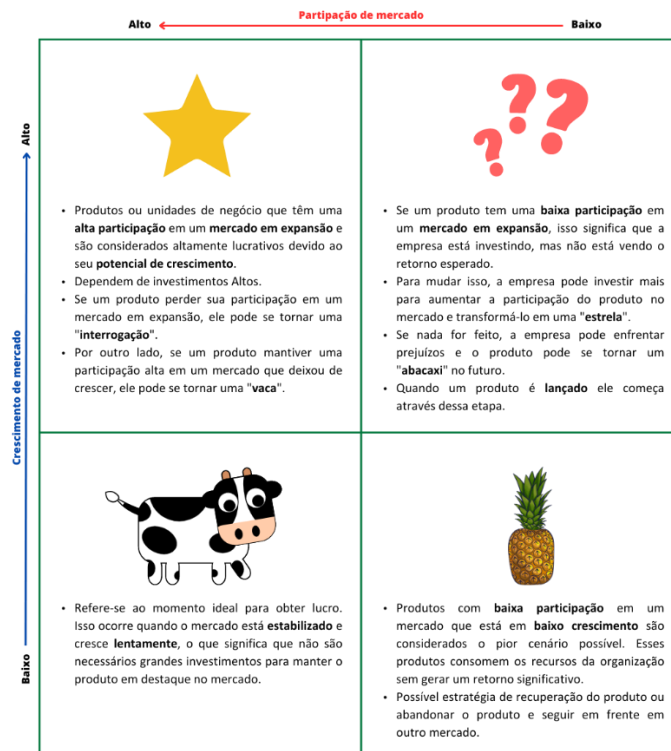 Partipação de mercado
Alto
Baixo
Crescimento de mercado
Alto
Baixo
• Produtos ou unidades de negócio que têm uma
alta participação em um mercado em expansão e
são considerados altamente lucrativos devido ao
seu potencial de crescimento.
• Dependem de investimentos Altos.
• Se um produto perder sua participação em um
mercado em expansão, ele pode se tornar uma
"interrogação".
• Por outro lado, se um produto mantiver uma
participação alta em um mercado que deixou de
crescer, ele pode se tornar uma "vaca".
• Se um produto tem uma baixa participação em
um mercado em expansão, isso significa que a
empresa está investindo, mas não está vendo o
retorno esperado.
• Para mudar isso, a empresa pode investir mais
para aumentar a participação do produto no
mercado e transformá-lo em uma "estrela".
• Se nada for feito, a empresa pode enfrentar
prejuízos e o produto pode se tornar um
"abacaxi" no futuro.
• Quando um produto é lançado ele começa
através dessa etapa.
• Refere-se ao momento ideal para obter lucro.
Isso ocorre quando o mercado está estabilizado e
cresce lentamente, o que significa que não são
necessários grandes investimentos para manter o
produto em destaque no mercado.
• Produtos com baixa participação em um
mercado que está em baixo crescimento são
considerados o pior cenário possível. Esses
produtos consomem os recursos da organização
sem gerar um retorno significativo.
• Possível estratégia de recuperação do produto ou
abandonar o produto e seguir em frente em
outro mercado.